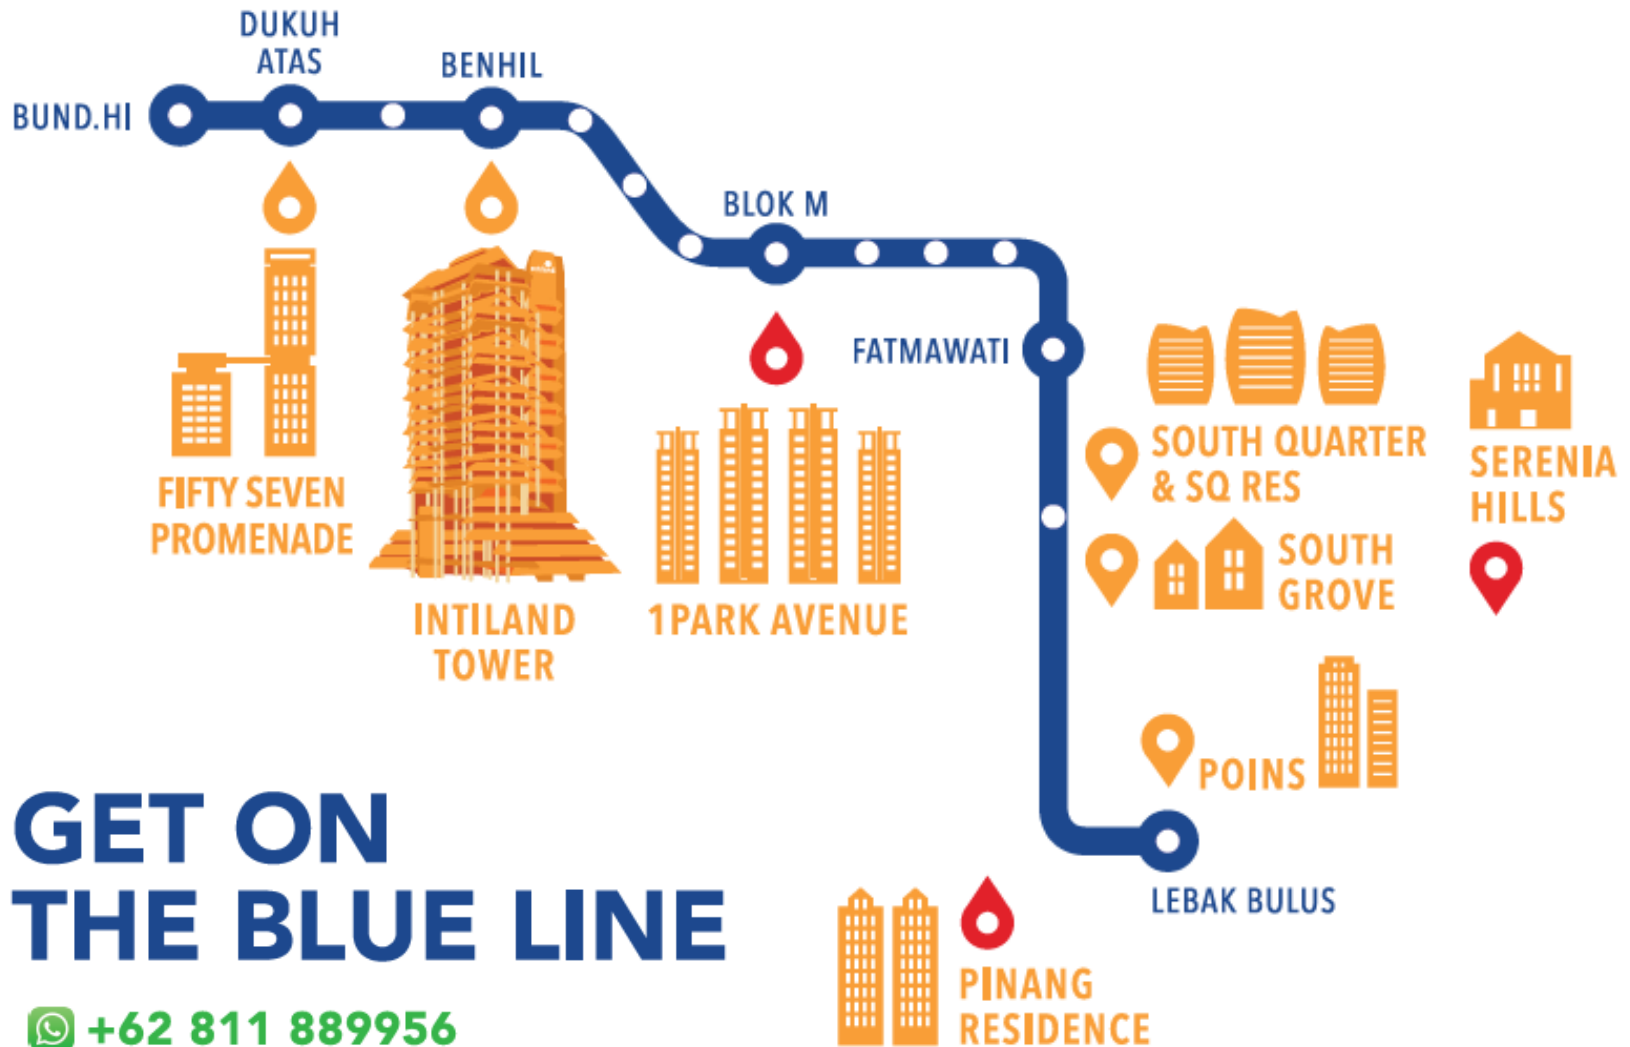 DUKUH
ATAS
BENHIL
BUND.HI
BLOK M
FATMAWATI
FIFTY SEVEN
PROMENADE
INTILAND
TOWER
1PARK AVENUE
SOUTH QUARTER
& SQ RES
SERENIA
HILLS
SOUTH
GROVE
POINS
LEBAK BULUS
GET ON
THE BLUE LINE
PINANG
RESIDENCE
+62 811 889956